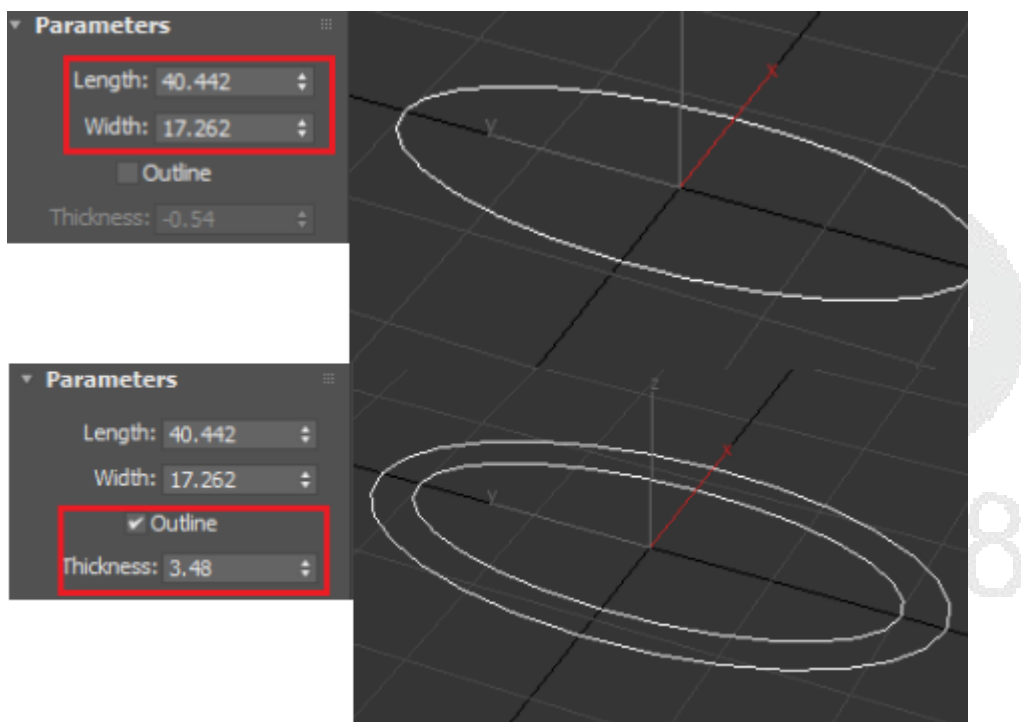 Parameters
Length: 40.442
Width: 17.262
Outline
Thickness: -0.54
x
y
Parameters
Length: 40.442
Width: 17.262
Outline
Thickness: 3.48
z
x
y
8